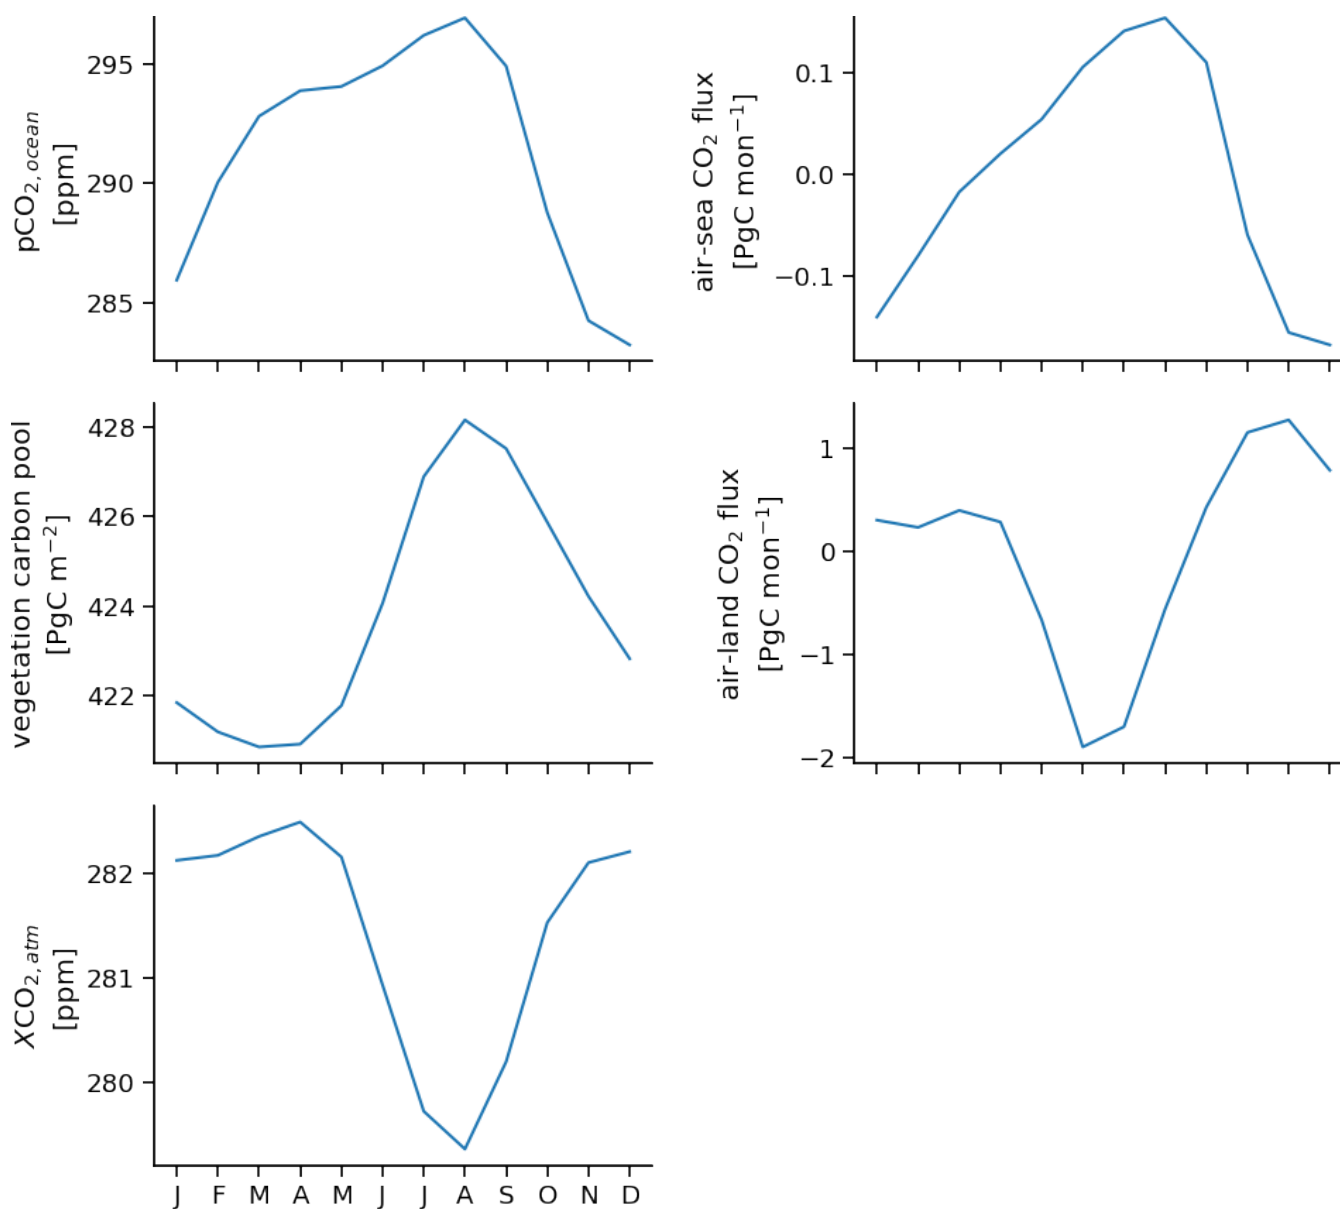 pCO₂,ocean
[ppm]
295
290
285
air-sea CO₂ flux
[PgC mon⁻¹]
0.1
0.0
−0.1
vegetation carbon pool
[PgC m⁻²]
428
426
424
422
air-land CO₂ flux
[PgC mon⁻¹]
1
0
−1
−2
XCO₂,atm
[ppm]
282
281
280
J F M A M J J A S O N D